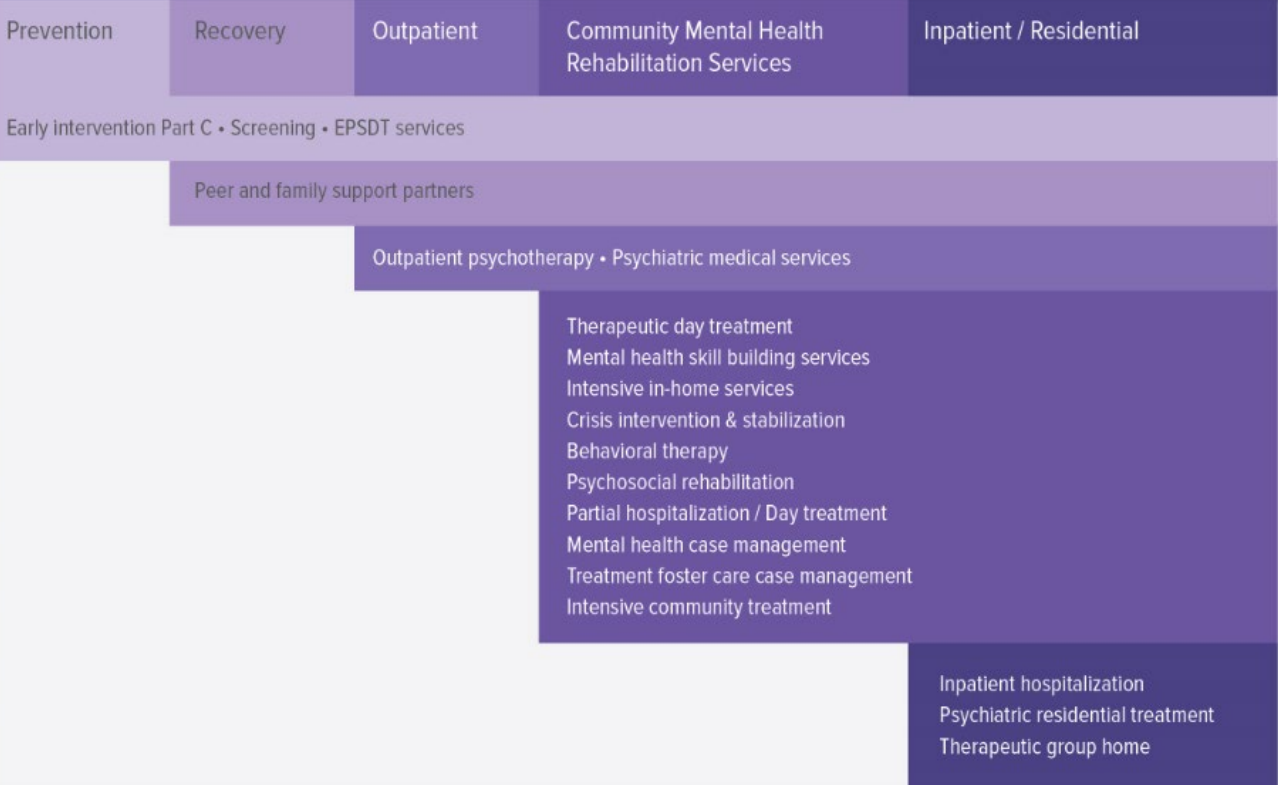 Prevention
Recovery
Outpatient
Community Mental Health
Rehabilitation Services
Inpatient / Residential
Early intervention Part C • Screening • EPSDT services
Peer and family support partners
Outpatient psychotherapy • Psychiatric medical services
Therapeutic day treatment
Mental health skill building services
Intensive in-home services
Crisis intervention & stabilization
Behavioral therapy
Psychosocial rehabilitation
Partial hospitalization / Day treatment
Mental health case management
Treatment foster care case management
Intensive community treatment
Inpatient hospitalization
Psychiatric residential treatment
Therapeutic group home